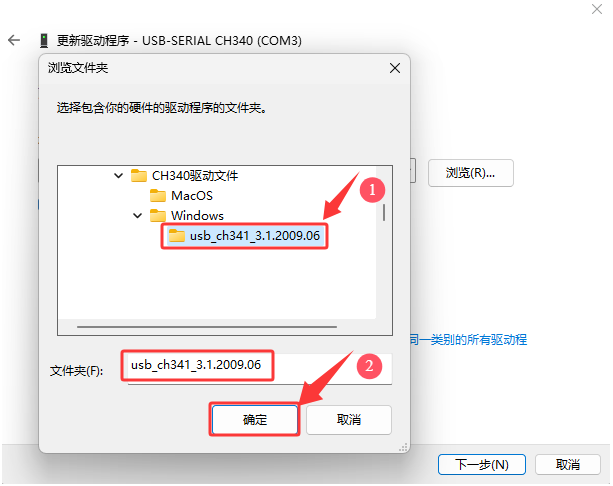 更新驱动程序 - USB-SERIAL CH340 (COM3)
浏览文件夹
选择包含你的硬件的驱动程序的文件夹。
CH340驱动文件
MacOS
Windows
usb_ch341_3.1.2009.06
1
浏览(R)...
同一类别的所有驱动程
文件夹(F):
usb_ch341_3.1.2009.06
2
确定
取消
下一步(N)
取消